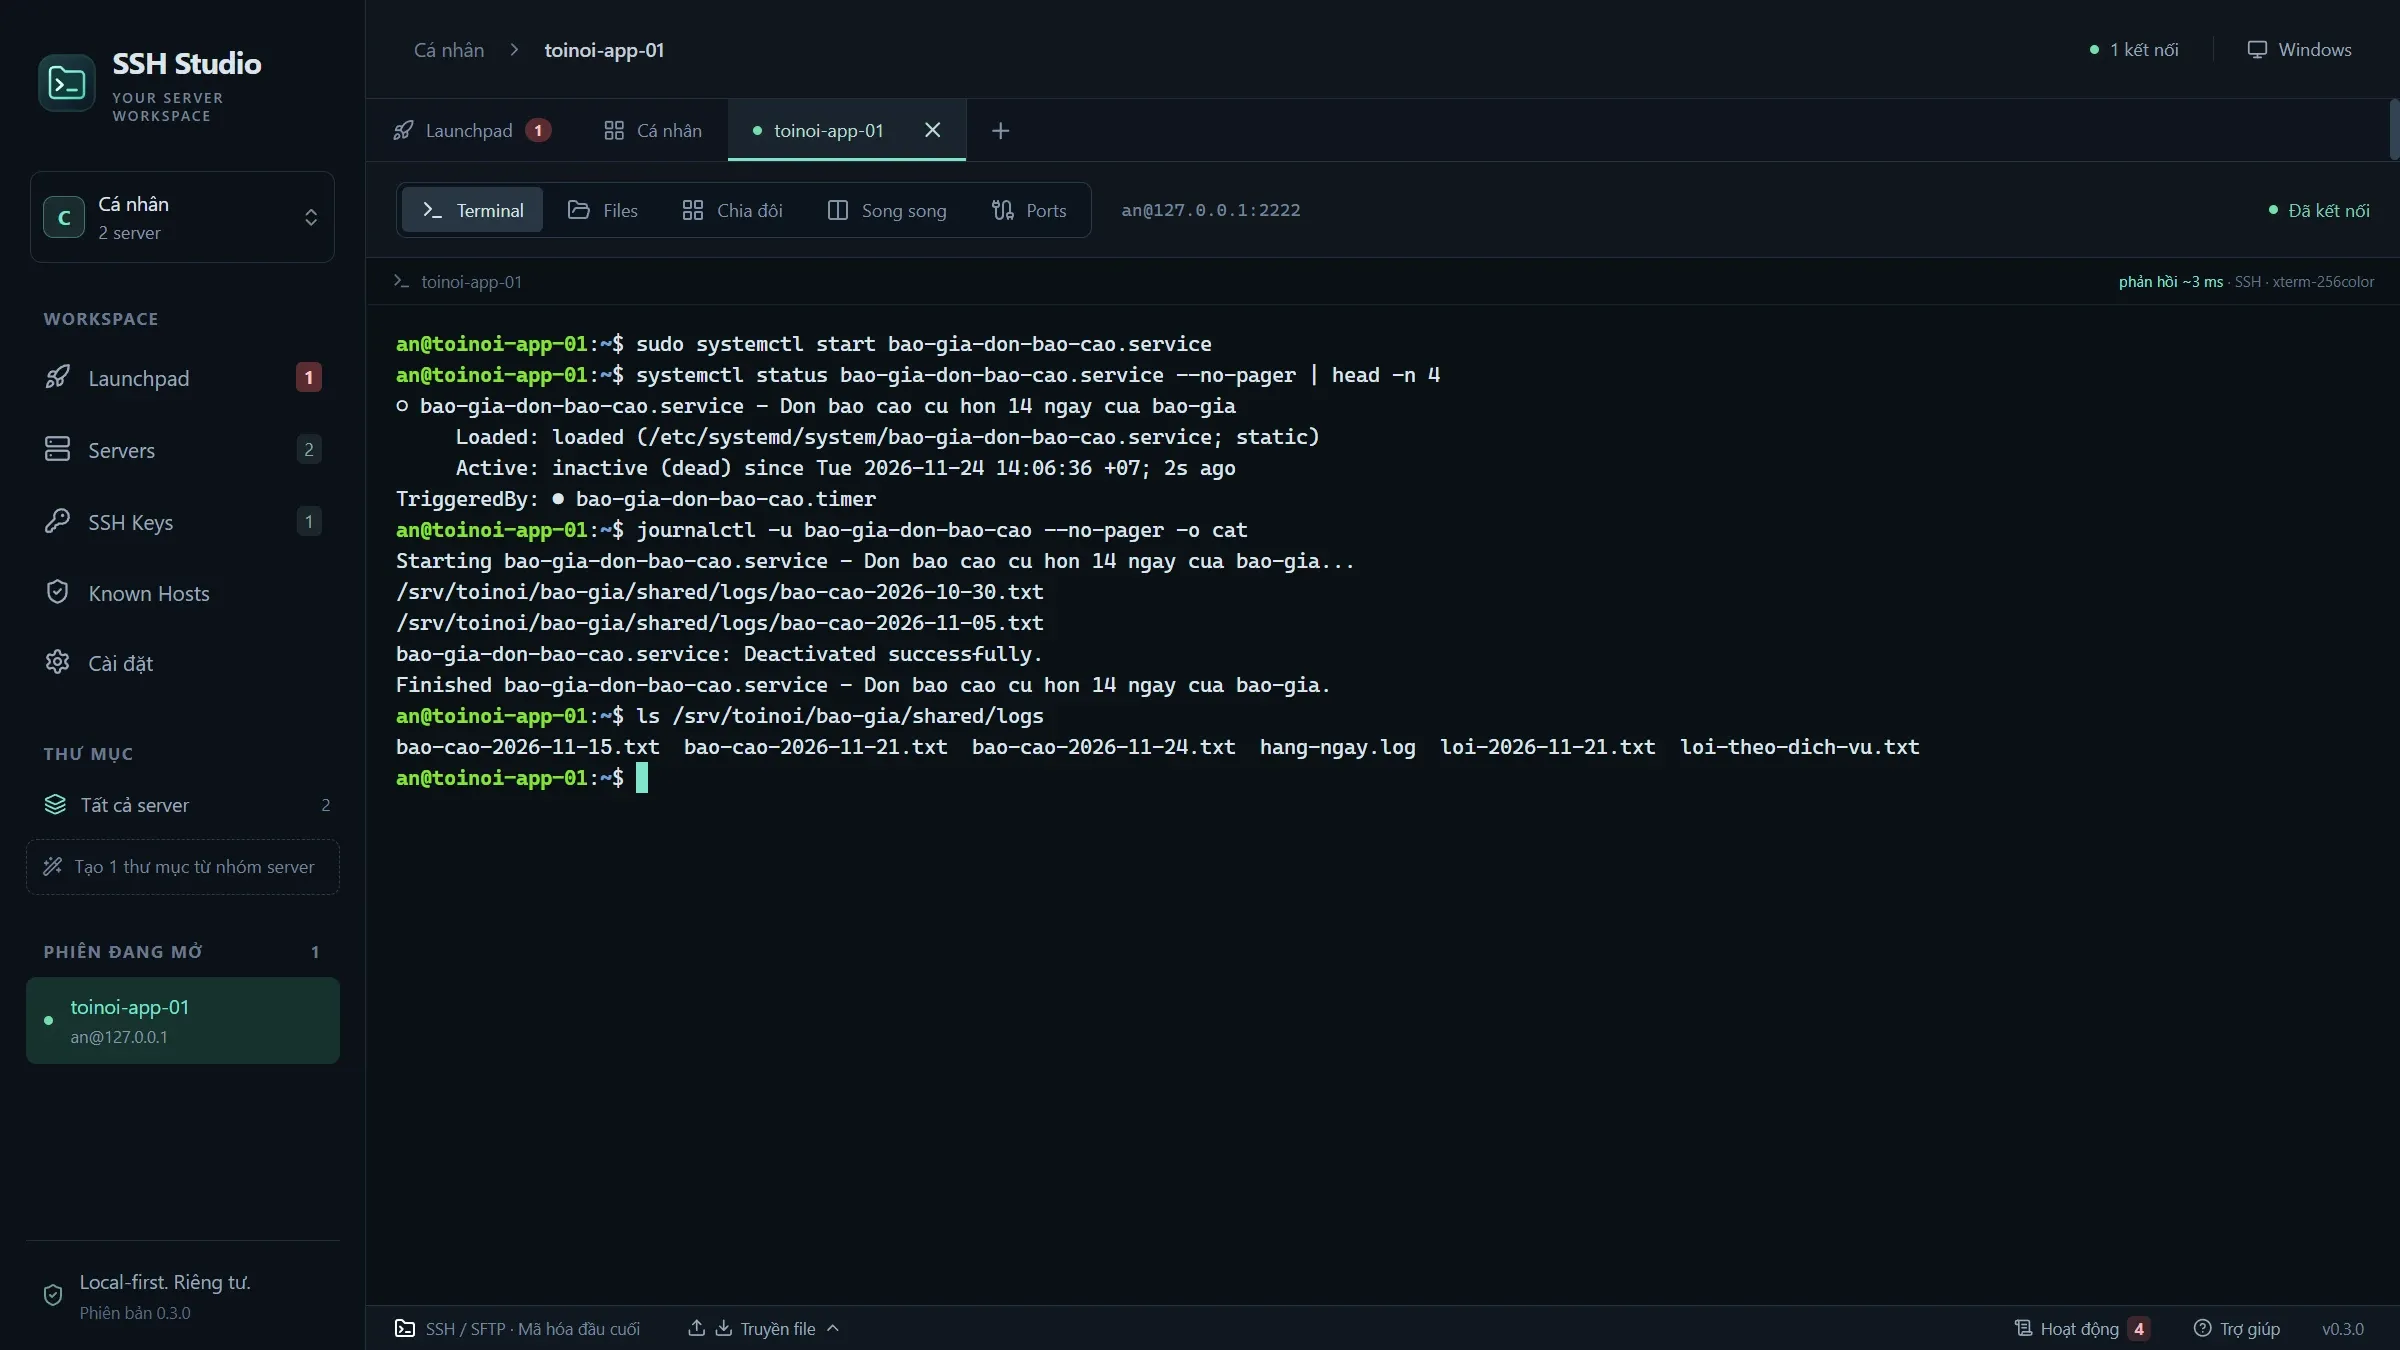 SSH Studio
YOUR SERVER
WORKSPACE
C
Cá nhân
2 server
WORKSPACE
Launchpad 1
Servers 2
SSH Keys 1
Known Hosts
Cài đặt
THƯ MỤC
Tất cả server 2
Tạo 1 thư mục từ nhóm server
PHIÊN ĐANG MỞ 1
toinoi-app-01
an@127.0.0.1
Local-first. Riêng tư.
Phiên bản 0.3.0
Cá nhân > toinoi-app-01
1 kết nối
Windows
Launchpad 1
Cá nhân
toinoi-app-01
Terminal
Files
Chia đôi
Song song
Ports
an@127.0.0.1:2222
Đã kết nối
toinoi-app-01
phản hồi ~3 ms · SSH · xterm-256color
an@toinoi-app-01:~$ sudo systemctl start bao-gia-don-bao-cao.service
an@toinoi-app-01:~$ systemctl status bao-gia-don-bao-cao.service --no-pager | head -n 4
○ bao-gia-don-bao-cao.service - Don bao cao cu hon 14 ngay cua bao-gia
Loaded: loaded (/etc/systemd/system/bao-gia-don-bao-cao.service; static)
Active: inactive (dead) since Tue 2026-11-24 14:06:36 +07; 2s ago
TriggeredBy: ● bao-gia-don-bao-cao.timer
an@toinoi-app-01:~$ journalctl -u bao-gia-don-bao-cao --no-pager -o cat
Starting bao-gia-don-bao-cao.service - Don bao cao cu hon 14 ngay cua bao-gia...
/srv/toinoi/bao-gia/shared/logs/bao-cao-2026-10-30.txt
/srv/toinoi/bao-gia/shared/logs/bao-cao-2026-11-05.txt
bao-gia-don-bao-cao.service: Deactivated successfully.
Finished bao-gia-don-bao-cao.service - Don bao cao cu hon 14 ngay cua bao-gia.
an@toinoi-app-01:~$ ls /srv/toinoi/bao-gia/shared/logs
bao-cao-2026-11-15.txt bao-cao-2026-11-21.txt bao-cao-2026-11-24.txt hang-ngay.log loi-2026-11-21.txt loi-theo-dich-vu.txt
an@toinoi-app-01:~$
SSH / SFTP · Mã hóa đầu cuối
Truyền file
Hoạt động 4
Trợ giúp
v0.3.0